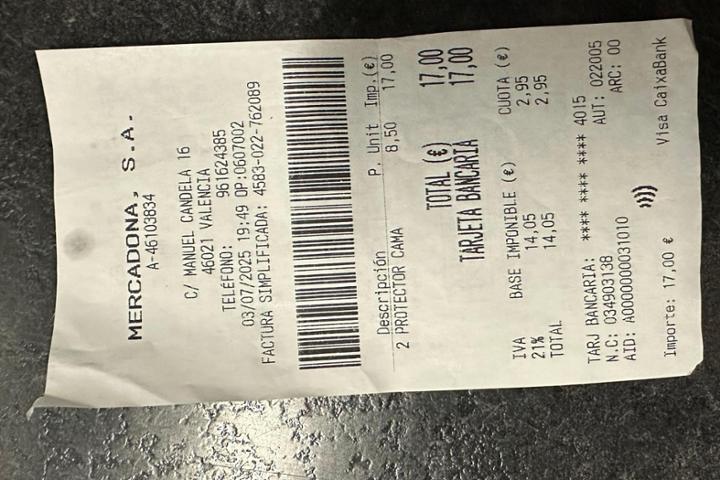 MERCADONA, S.A.
A-46103834
C/ MANUEL CANDELA 16
46021 VALENCIA
TELÉFONO: 961624385
03/07/2025 19:49 OP:0607002
FACTURA SIMPLIFICADA: 4583-022-762089
Descripción P. Unit Imp.(€)
2 PROTECTOR CAMA 8,50 17,00
TOTAL (€) 17,00
TARJETA BANCARIA 17,00
IVA BASE IMPONIBLE (€) CUOTA (€)
21% 14,05 2,95
TOTAL 14,05 2,95
TARJ BANCARIA: **** **** **** 4015
N.C: 034903138 AUT: 022005
AID: A0000000031010 ARC: 00
Importe: 17,00 € Visa CaixaBank